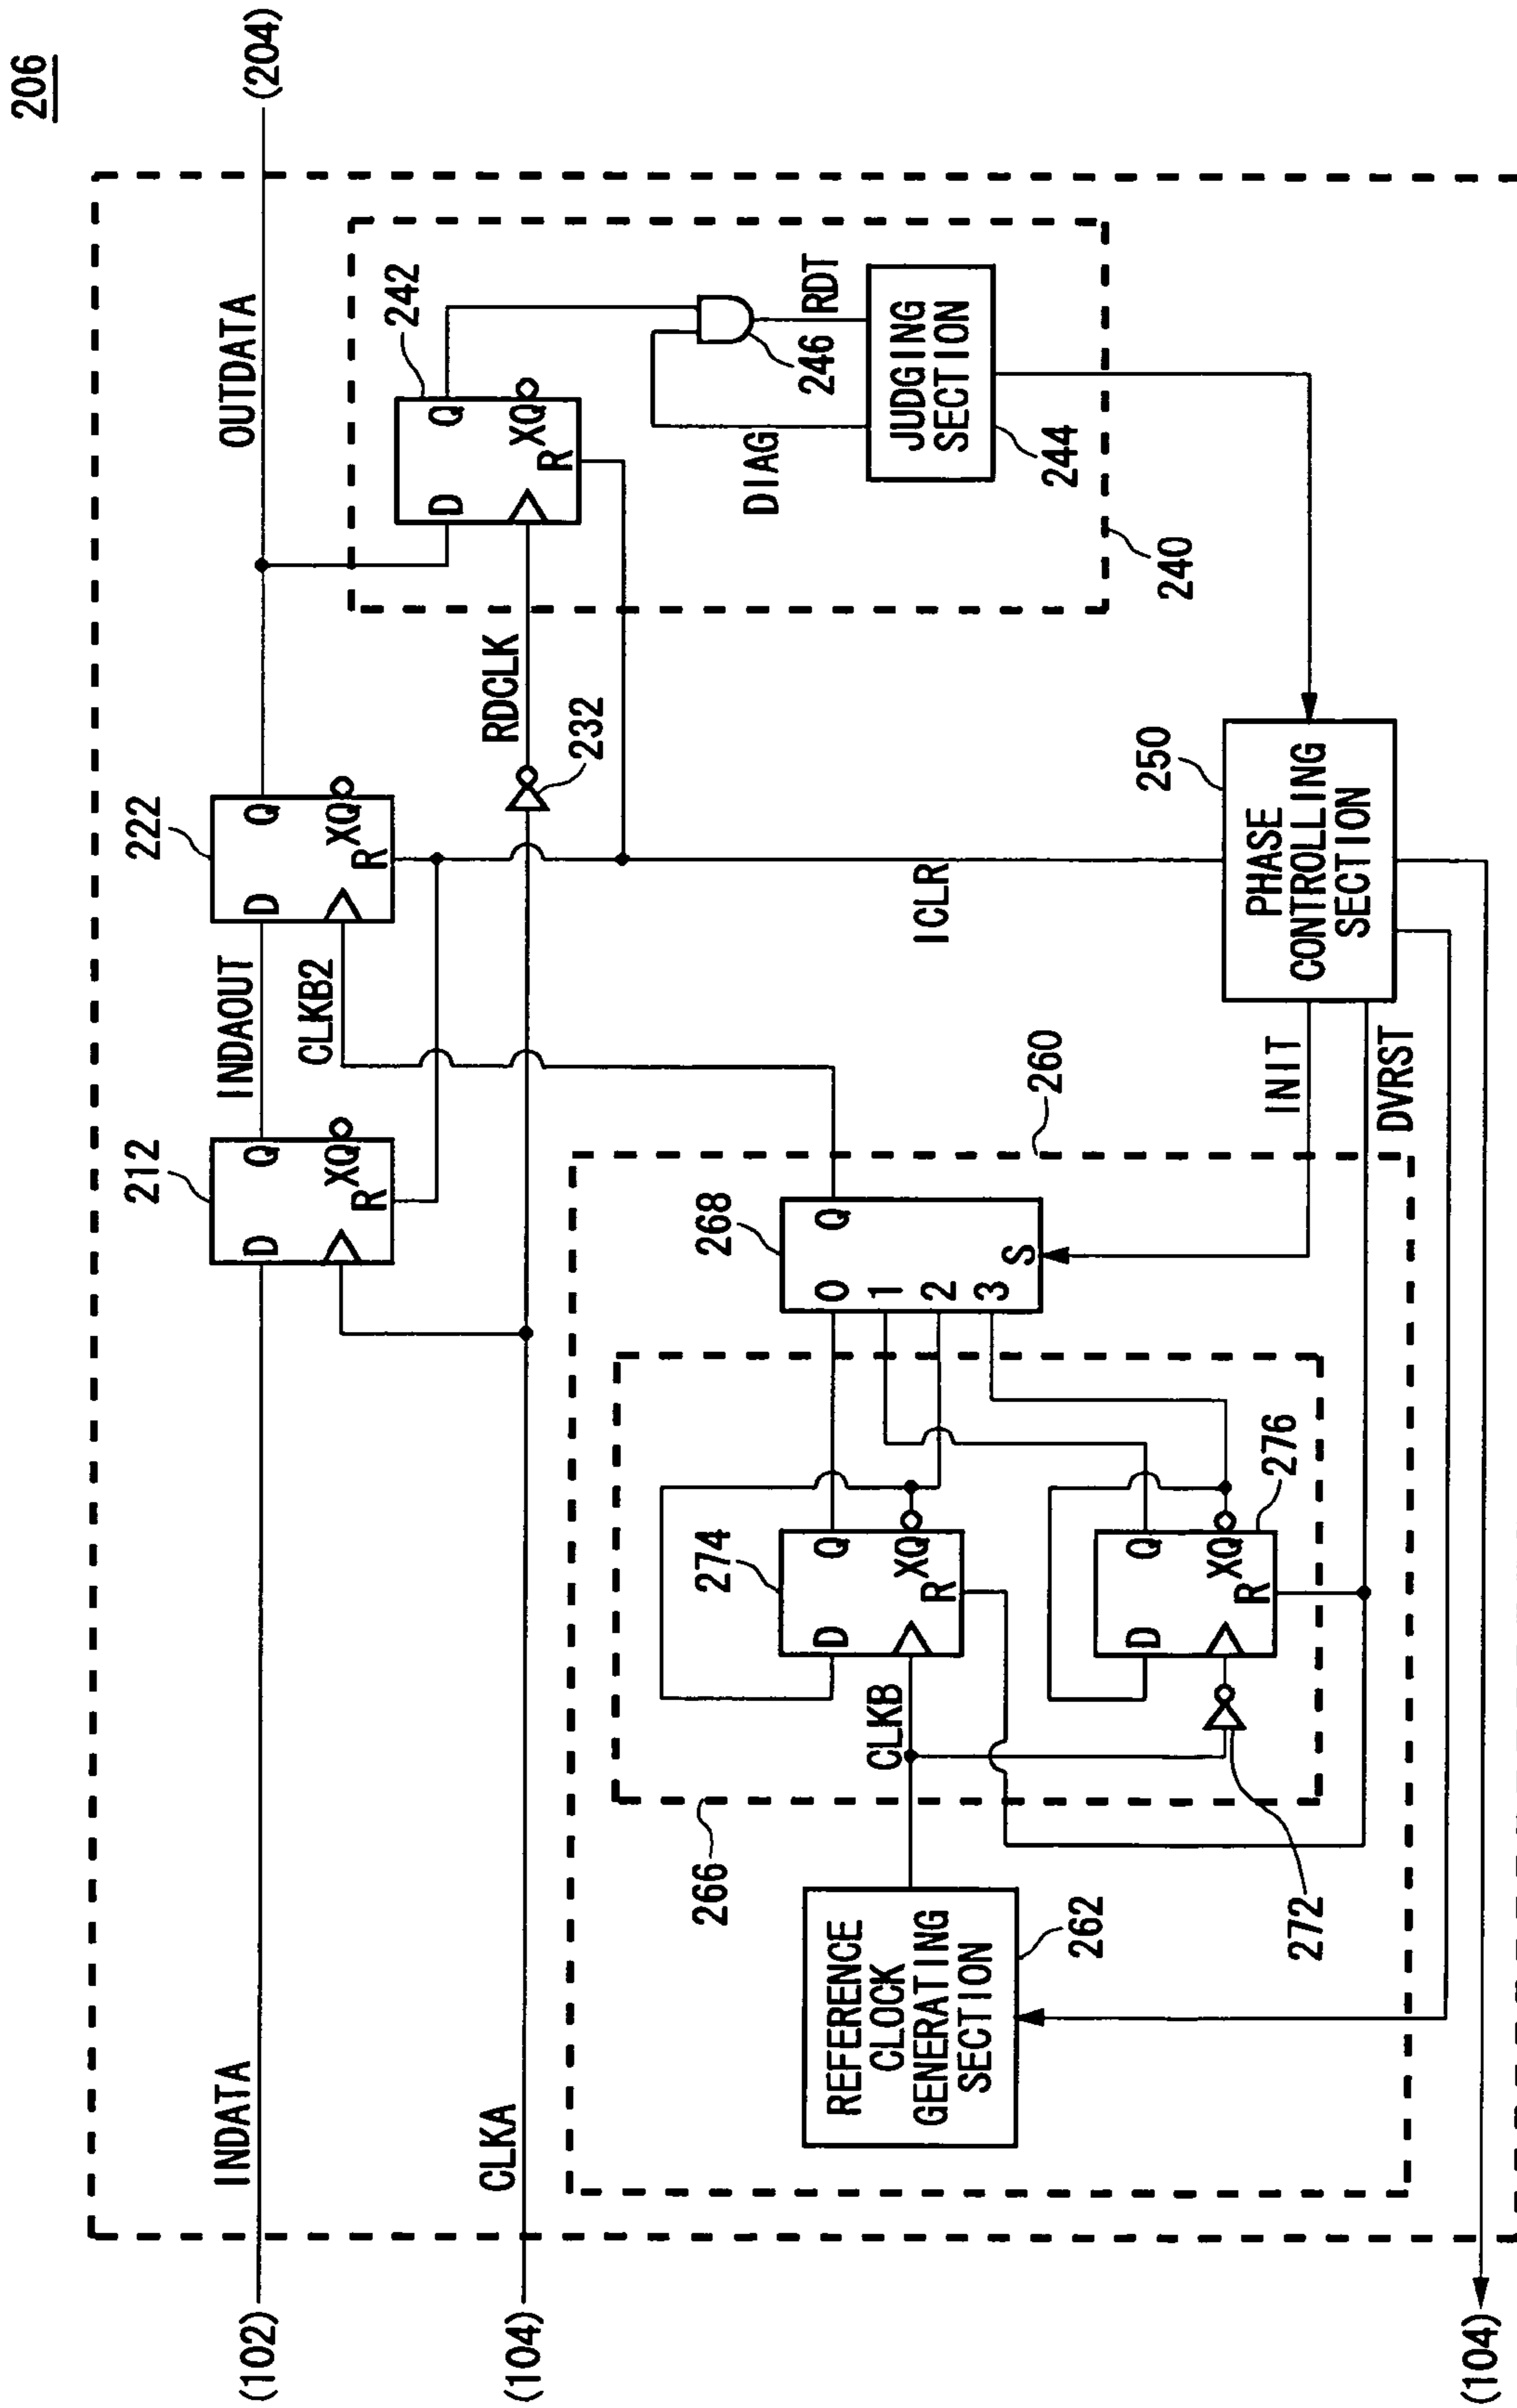 206
(102)
INDATA
212
D
Q
XQ
R
INDAOUT
CLKB2
222
D
Q
XQ
R
OUTDATA
(204)
(104)
CLKA
232
RDCLK
242
D
Q
XQ
R
246
DIAG
RDT
JUDGING
SECTION
244
240
REFERENCE
CLOCK
GENERATING
SECTION
262
266
CLKB
274
D
Q
XQ
R
272
D
Q
XQ
R
276
268
0
1
2
3
Q
S
260
INIT
DVRST
ICLR
250
PHASE
CONTROLLING
SECTION
(104)